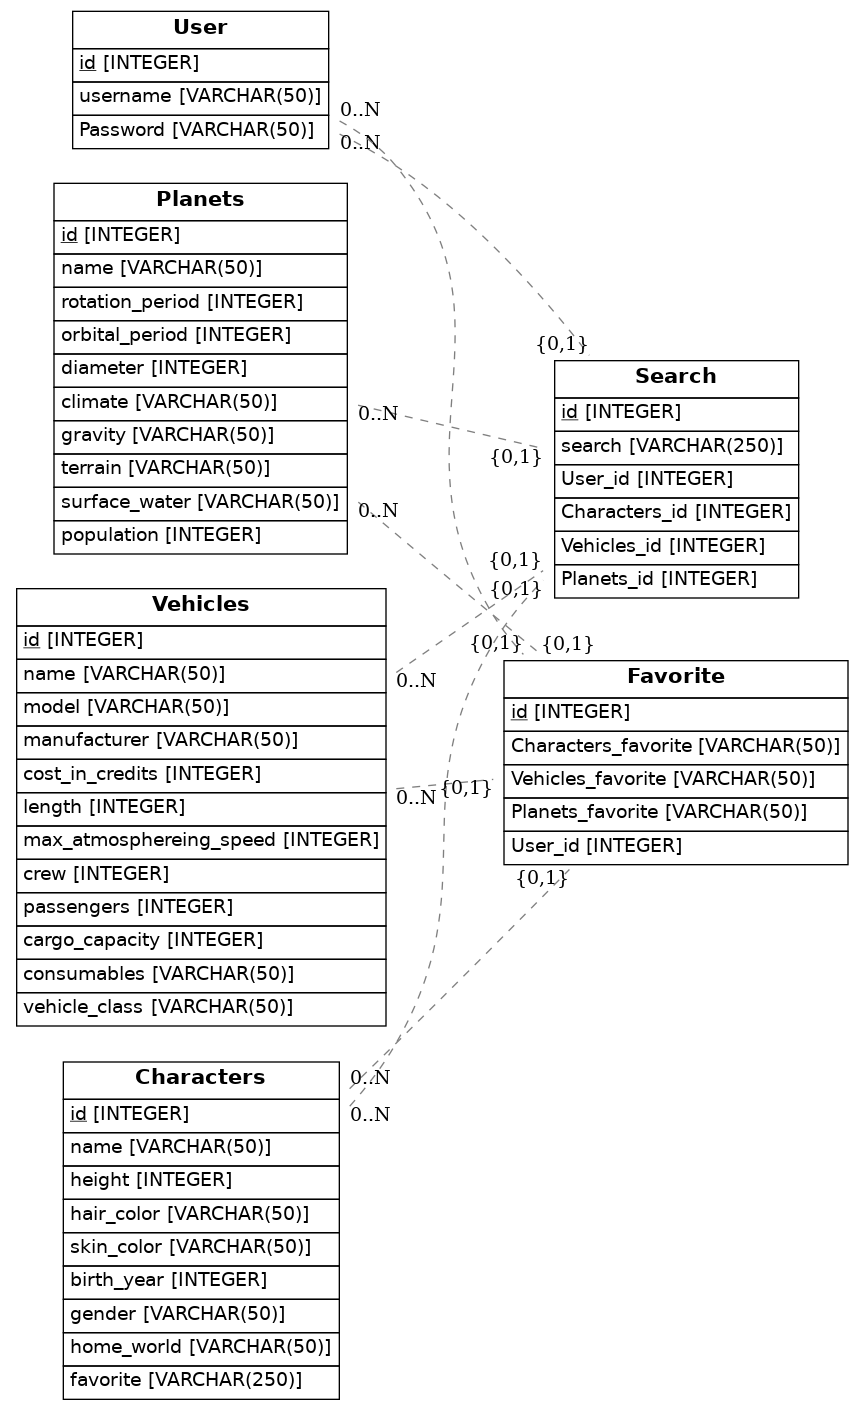 User
id [INTEGER]
username [VARCHAR(50)]
Password [VARCHAR(50)]
0..N
0..N
Planets
id [INTEGER]
name [VARCHAR(50)]
rotation_period [INTEGER]
orbital_period [INTEGER]
diameter [INTEGER]
climate [VARCHAR(50)]
gravity [VARCHAR(50)]
terrain [VARCHAR(50)]
surface_water [VARCHAR(50)]
population [INTEGER]
0..N
0..N
{0,1}
Search
id [INTEGER]
search [VARCHAR(250)]
User_id [INTEGER]
Characters_id [INTEGER]
Vehicles_id [INTEGER]
Planets_id [INTEGER]
{0,1}
{0,1}
{0,1}
Vehicles
id [INTEGER]
name [VARCHAR(50)]
model [VARCHAR(50)]
manufacturer [VARCHAR(50)]
cost_in_credits [INTEGER]
length [INTEGER]
max_atmosphereing_speed [INTEGER]
crew [INTEGER]
passengers [INTEGER]
cargo_capacity [INTEGER]
consumables [VARCHAR(50)]
vehicle_class [VARCHAR(50)]
0..N
0..N
{0,1}
{0,1}
{0,1}
Favorite
id [INTEGER]
Characters_favorite [VARCHAR(50)]
Vehicles_favorite [VARCHAR(50)]
Planets_favorite [VARCHAR(50)]
User_id [INTEGER]
{0,1}
Characters
id [INTEGER]
name [VARCHAR(50)]
height [INTEGER]
hair_color [VARCHAR(50)]
skin_color [VARCHAR(50)]
birth_year [INTEGER]
gender [VARCHAR(50)]
home_world [VARCHAR(50)]
favorite [VARCHAR(250)]
0..N
0..N